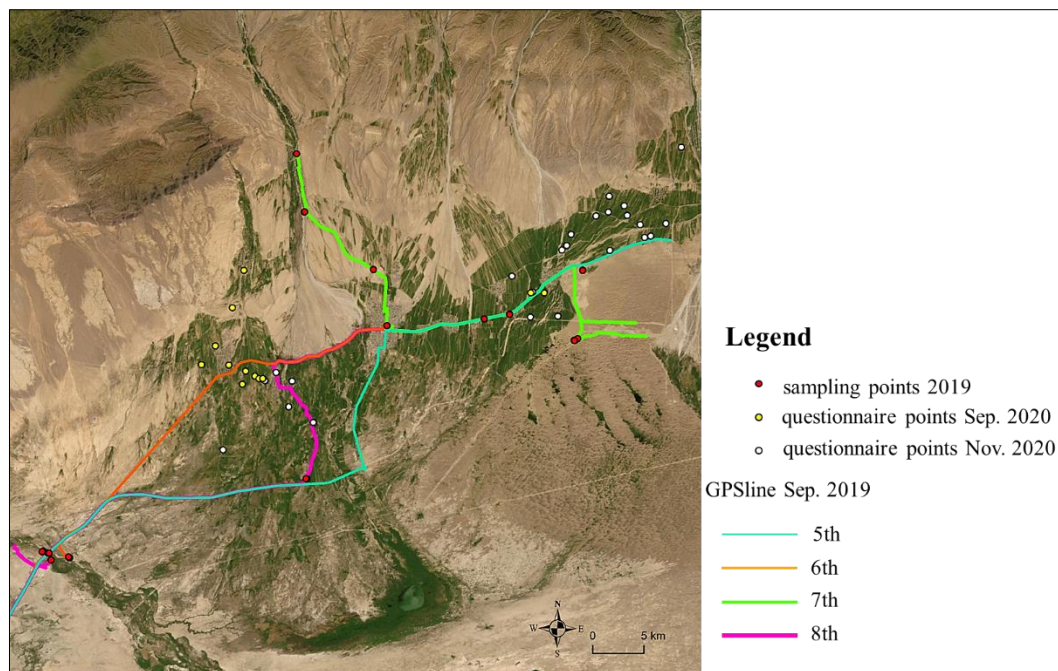 Legend
sampling points 2019
questionnaire points Sep. 2020
questionnaire points Nov. 2020
GPSline Sep. 2019
5th
6th
7th
8th
N
W E
S
0 5 km